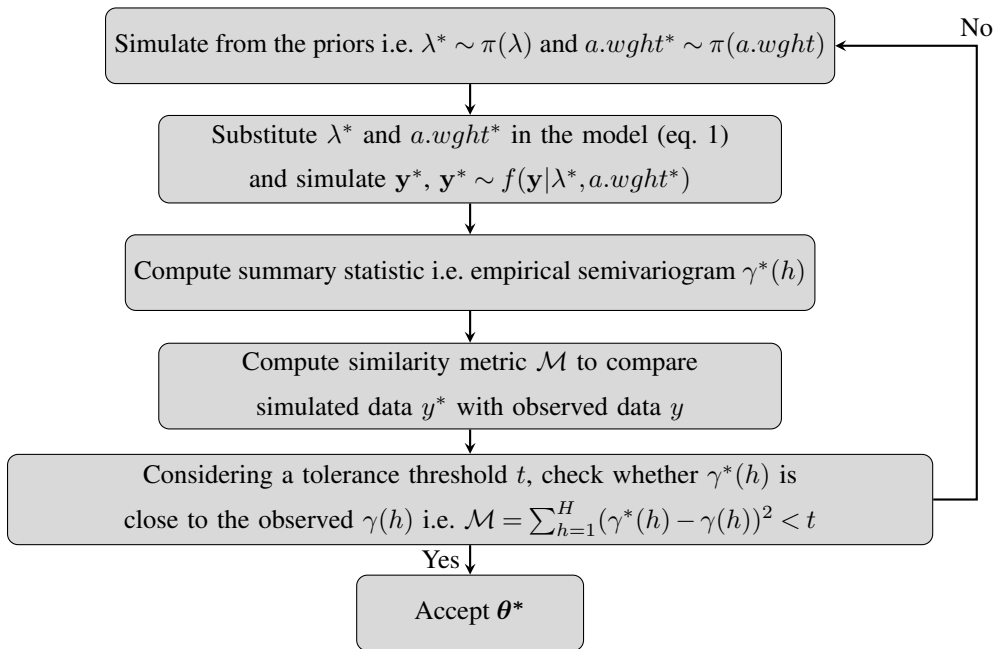 No
Simulate from the priors i.e. λ* ∼ π(λ) and a.wght* ∼ π(a.wght)
Substitute λ* and a.wght* in the model (eq. 1)
and simulate y*, y* ∼ f(y|λ*, a.wght*)
Compute summary statistic i.e. empirical semivariogram γ*(h)
Compute similarity metric ℳ to compare
simulated data y* with observed data y
Considering a tolerance threshold t, check whether γ*(h) is
close to the observed γ(h) i.e. ℳ = ∑_{h=1}^{H}(γ*(h) − γ(h))² < t
Yes
Accept θ*